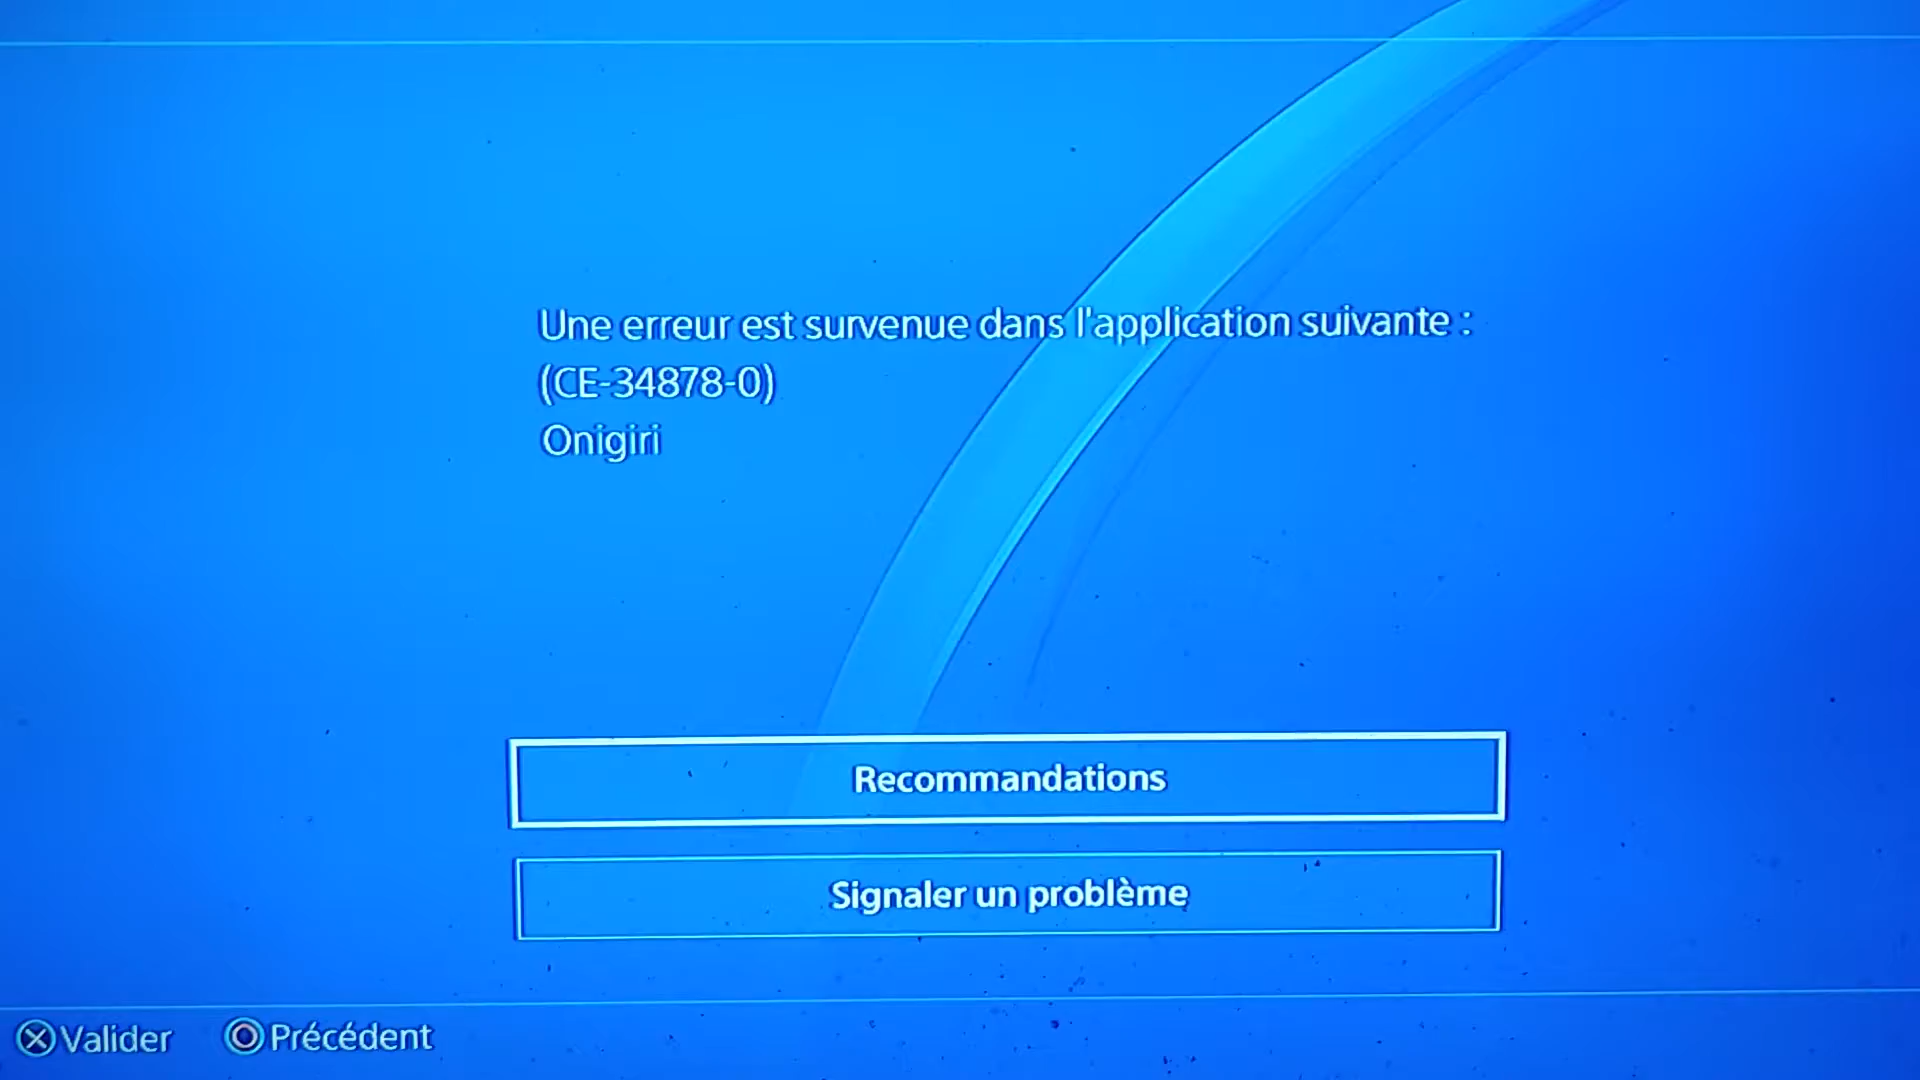 Une erreur est survenue dans l'application suivante :
(CE-34878-0)
Onigiri
Recommandations
Signaler un problème
Valider Précédent